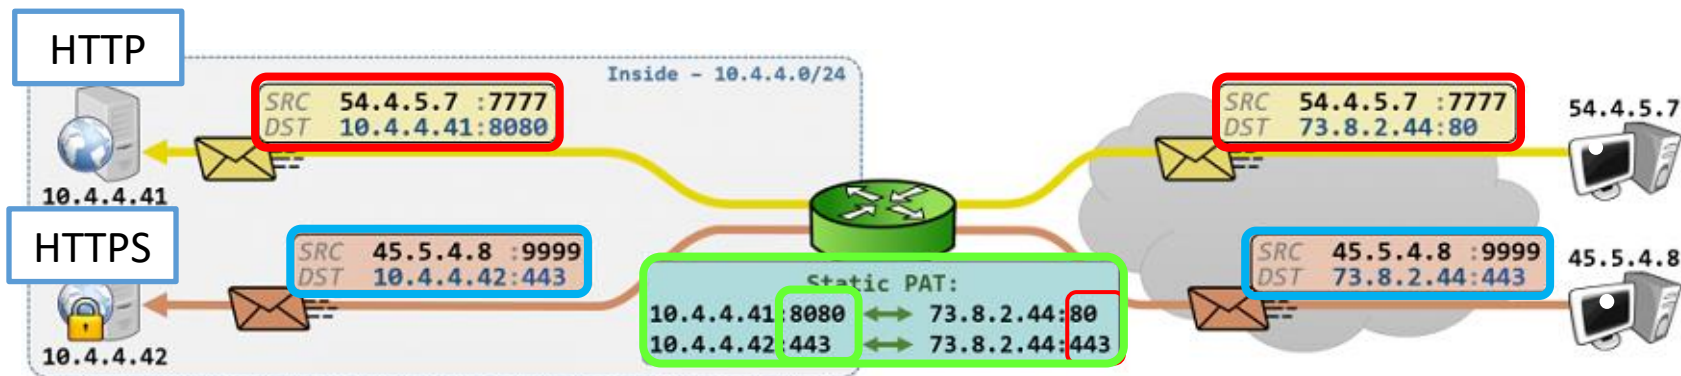 HTTP
Inside - 10.4.4.0/24
SRC 54.4.5.7 :7777
DST 10.4.4.41:8080
SRC 54.4.5.7 :7777
DST 73.8.2.44:80
54.4.5.7
10.4.4.41
HTTPS
SRC 45.5.4.8 :9999
DST 10.4.4.42:443
SRC 45.5.4.8 :9999
DST 73.8.2.44:443
45.5.4.8
Static PAT:
10.4.4.41:8080 ↔ 73.8.2.44:80
10.4.4.42:443 ↔ 73.8.2.44:443
10.4.4.42